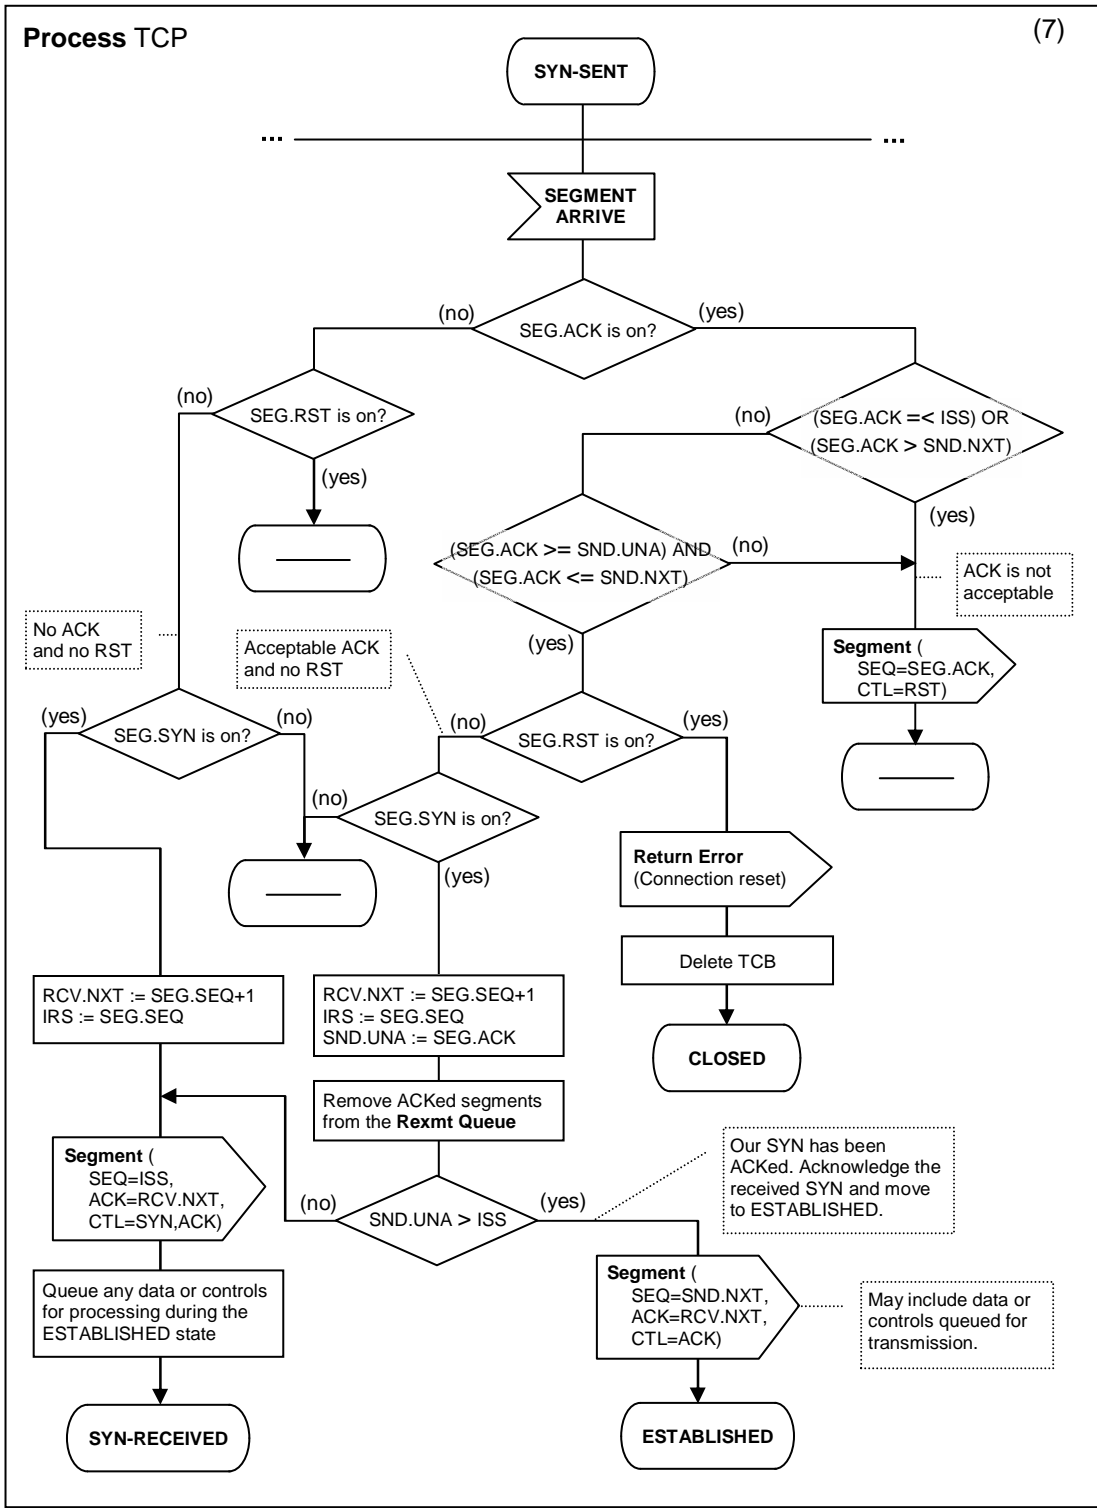 Process TCP
(7)
SYN-SENT
... ...
SEGMENT
ARRIVE
(no)
(yes)
SEG.ACK is on?
(no)
SEG.RST is on?
(no)
(SEG.ACK =< ISS) OR
(SEG.ACK > SND.NXT)
(yes)
(yes)
(SEG.ACK >= SND.UNA) AND
(SEG.ACK <= SND.NXT)
(no)
ACK is not
acceptable
No ACK
and no RST
Acceptable ACK
and no RST
(yes)
Segment (
SEQ=SEG.ACK,
CTL=RST)
(yes)
SEG.SYN is on?
(no)
(no)
SEG.RST is on?
(yes)
(no)
SEG.SYN is on?
(yes)
Return Error
(Connection reset)
Delete TCB
CLOSED
RCV.NXT := SEG.SEQ+1
IRS := SEG.SEQ
RCV.NXT := SEG.SEQ+1
IRS := SEG.SEQ
SND.UNA := SEG.ACK
Remove ACKed segments
from the Rexmt Queue
Segment (
SEQ=ISS,
ACK=RCV.NXT,
CTL=SYN,ACK)
(no)
SND.UNA > ISS
(yes)
Our SYN has been
ACKed. Acknowledge the
received SYN and move
to ESTABLISHED.
Queue any data or controls
for processing during the
ESTABLISHED state
Segment (
SEQ=SND.NXT,
ACK=RCV.NXT,
CTL=ACK)
May include data or
controls queued for
transmission.
SYN-RECEIVED
ESTABLISHED